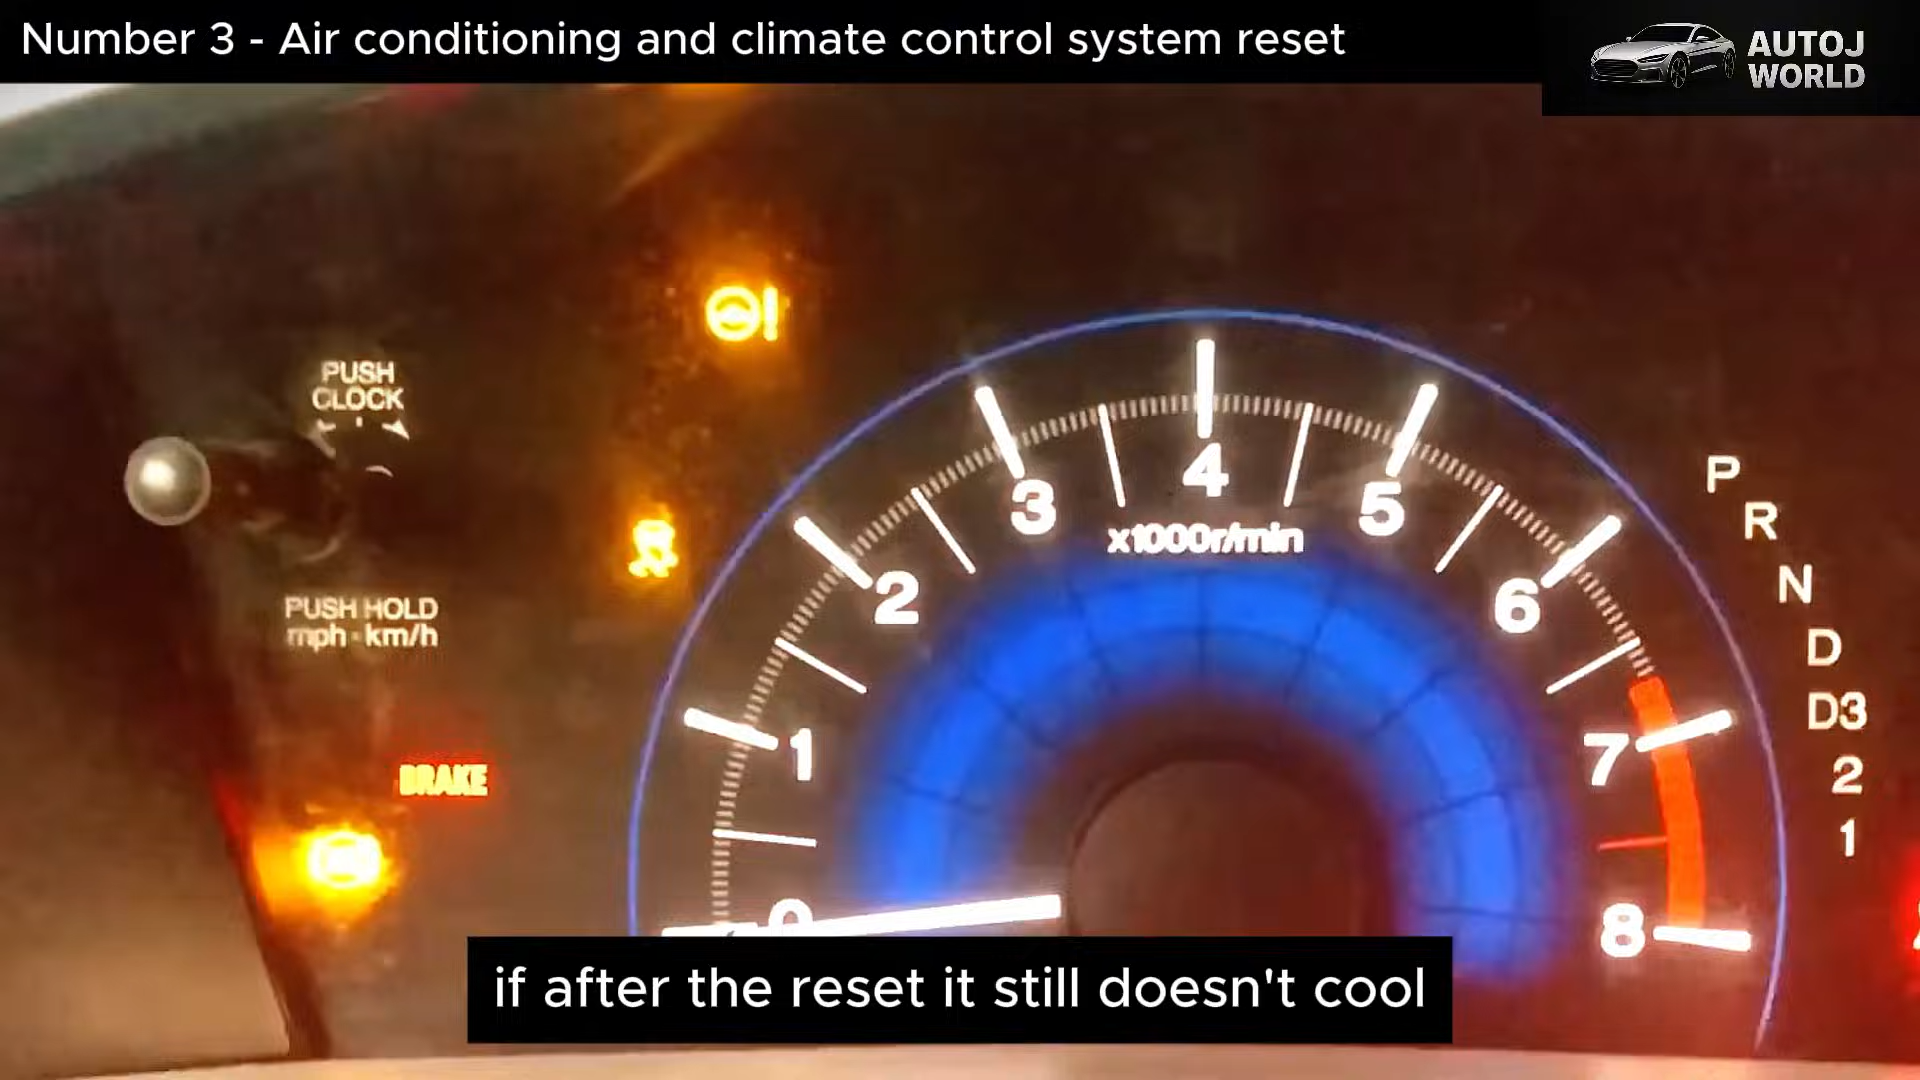 Number 3 - Air conditioning and climate control system reset
AUTOJ
WORLD
PUSH
CLOCK
PUSH HOLD
mph·km/h
BRAKE
0
1
2
3
4
5
6
7
8
x1000r/min
P
R
N
D
D3
2
1
if after the reset it still doesn't cool